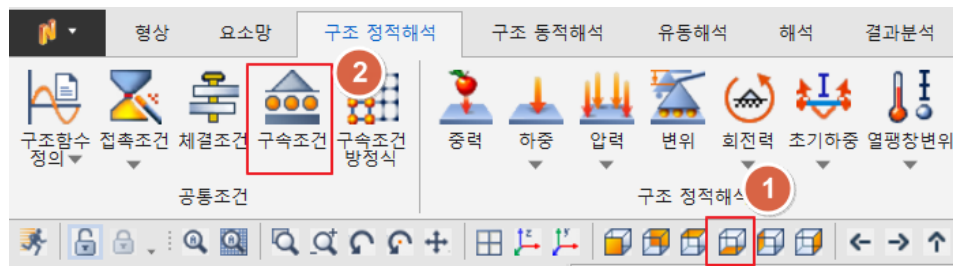 형상 요소망 구조 정적해석 구조 동적해석 유동해석 해석 결과분석
2
구조함수 정의 접촉조건 체결조건 구속조건 구속조건 방정식 중력 하중 압력 변위 회전력 초기하중 열팽창변위
공통조건 구조 정적해석
1